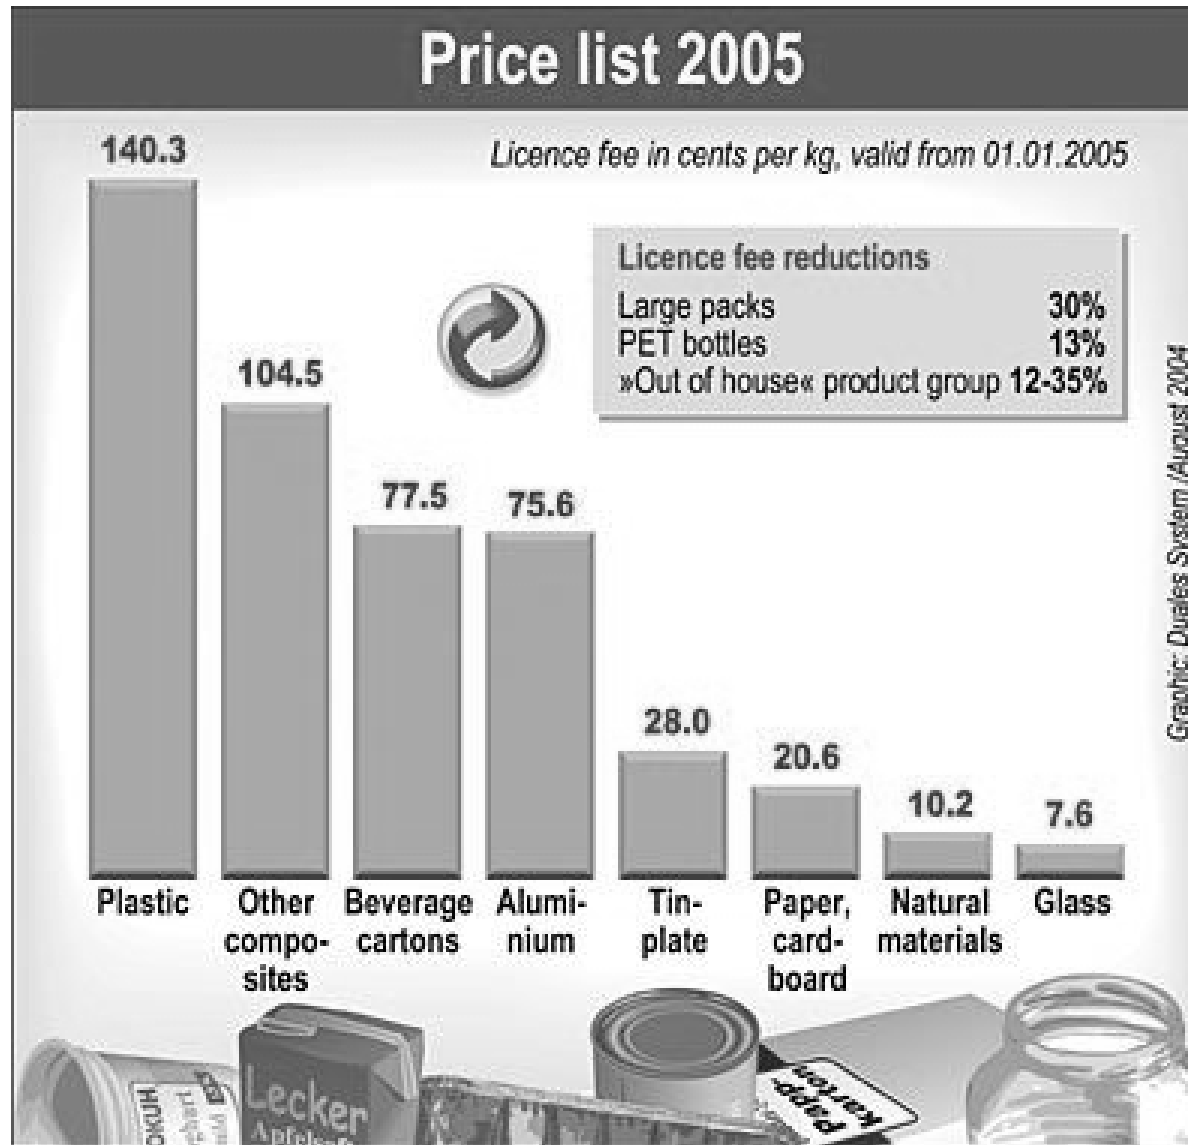 Price list 2005
Licence fee in cents per kg, valid from 01.01.2005
Licence fee reductions
Large packs 30%
PET bottles 13%
»Out of house« product group 12-35%
140.3
104.5
77.5
75.6
28.0
20.6
10.2
7.6
Plastic
Other
compo-
sites
Beverage
cartons
Alumi-
nium
Tin-
plate
Paper,
card-
board
Natural
materials
Glass
Graphic: Duales System /August 2004
Lecker
Papp-
karton